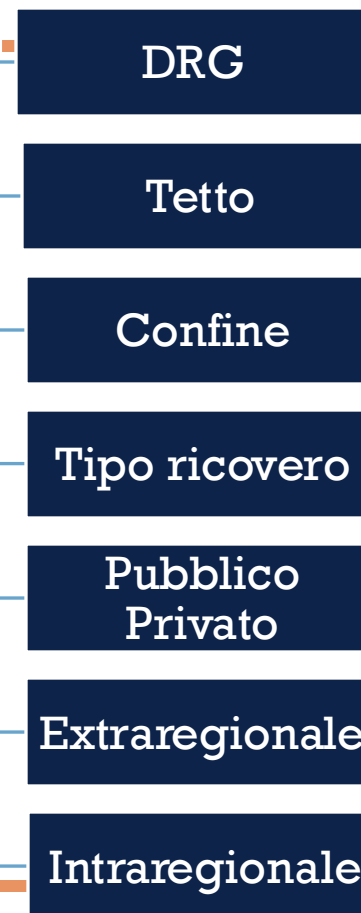 DRG
Tetto
Confine
Tipo ricovero
Pubblico
Privato
Extraregionale
Intraregionale